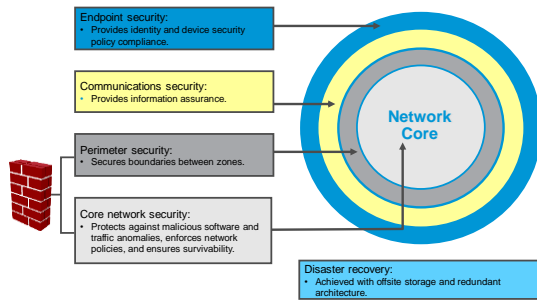 Endpoint security:
• Provides identity and device security
policy compliance.
Communications security:
• Provides information assurance.
Perimeter security:
• Secures boundaries between zones.
Core network security:
• Protects against malicious software and
traffic anomalies, enforces network
policies, and ensures survivability.
Network
Core
Disaster recovery:
• Achieved with offsite storage and redundant
architecture.